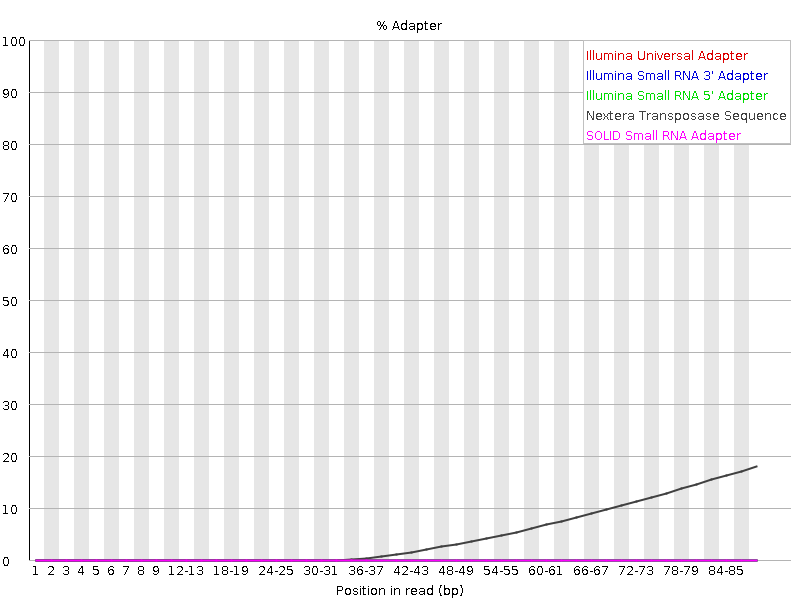 % Adapter
100
90
80
70
60
50
40
30
20
10
0
Illumina Universal Adapter
Illumina Small RNA 3' Adapter
Illumina Small RNA 5' Adapter
Nextera Transposase Sequence
SOLID Small RNA Adapter
1 2 3 4 5 6 7 8 9 12-13 18-19 24-25 30-31 36-37 42-43 48-49 54-55 60-61 66-67 72-73 78-79 84-85
Position in read (bp)